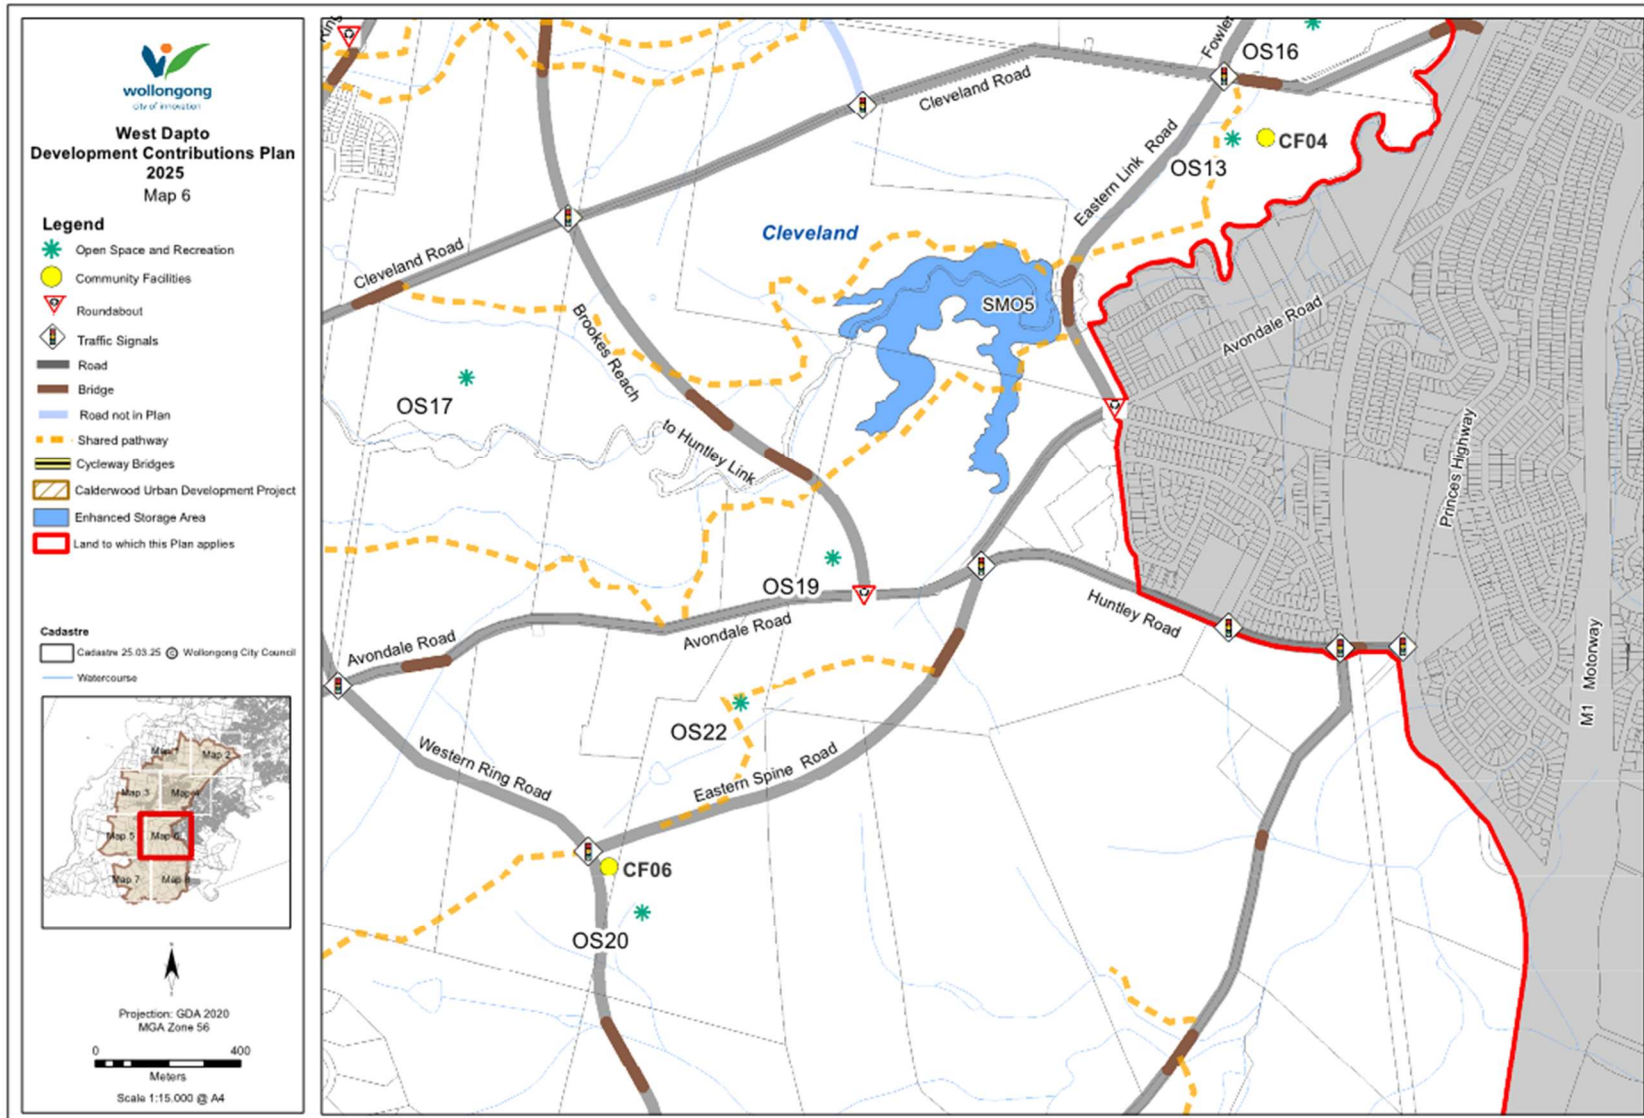 wollongong
city of innovation
West Dapto
Development Contributions Plan
2025
Map 6
Legend
Open Space and Recreation
Community Facilities
Roundabout
Traffic Signals
Road
Bridge
Road not in Plan
Shared pathway
Cycleway Bridges
Calderwood Urban Development Project
Enhanced Storage Area
Land to which this Plan applies
Cadastre
Cadastre 25.03.25 © Wollongong City Council
Watercourse
Map 2
Map 3
Map 4
Map 5
Map 6
Map 7
Map 8
N
Projection: GDA 2020
MGA Zone 56
0 400
Meters
Scale 1:15.000 @ A4
Fowler
OS16
Cleveland Road
CF04
OS13
Eastern Link Road
Cleveland
Cleveland Road
SMO5
Avondale Road
Brookes Reach
to Huntley Link
OS17
Princes Highway
OS19
Avondale Road
Avondale Road
Huntley Road
M1 Motorway
OS22
Western Ring Road
Eastern Spine Road
CF06
OS20